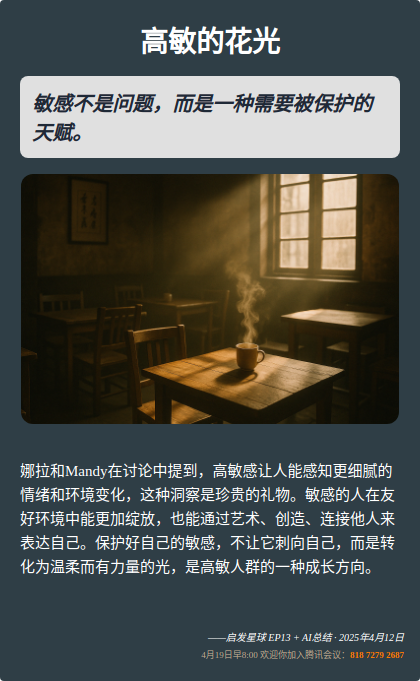 高敏的花光
敏感不是问题，而是一种需要被保护的
天赋。
娜拉和Mandy在讨论中提到，高敏感让人能感知更细腻的
情绪和环境变化，这种洞察是珍贵的礼物。敏感的人在友
好环境中能更加绽放，也能通过艺术、创造、连接他人来
表达自己。保护好自己的敏感，不让它刺向自己，而是转
化为温柔而有力量的光，是高敏人群的一种成长方向。
——启发星球 EP13 + AI总结 · 2025年4月12日
4月19日早8:00 欢迎你加入腾讯会议：818 7279 2687